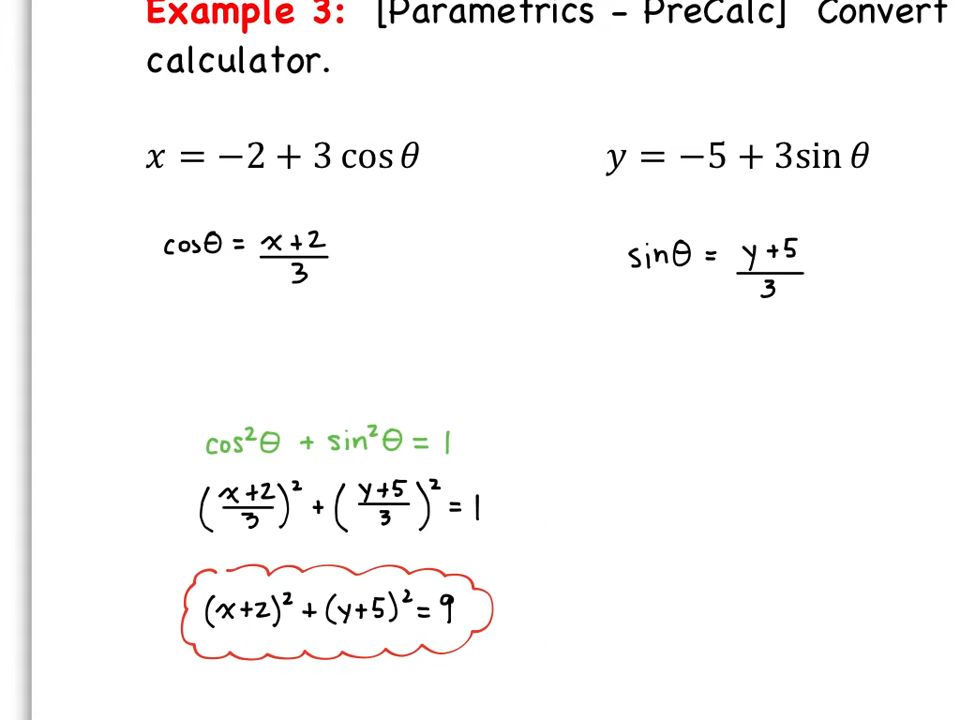 Example 3: [Parametrics – PreCalc] Convert
calculator.
x = −2 + 3 cos θ
y = −5 + 3sin θ
cosθ = x+2/3
sinθ = y+5/3
cos²θ + sin²θ = 1
(x+2/3)² + (y+5/3)² = 1
(x+2)² + (y+5)² = 9